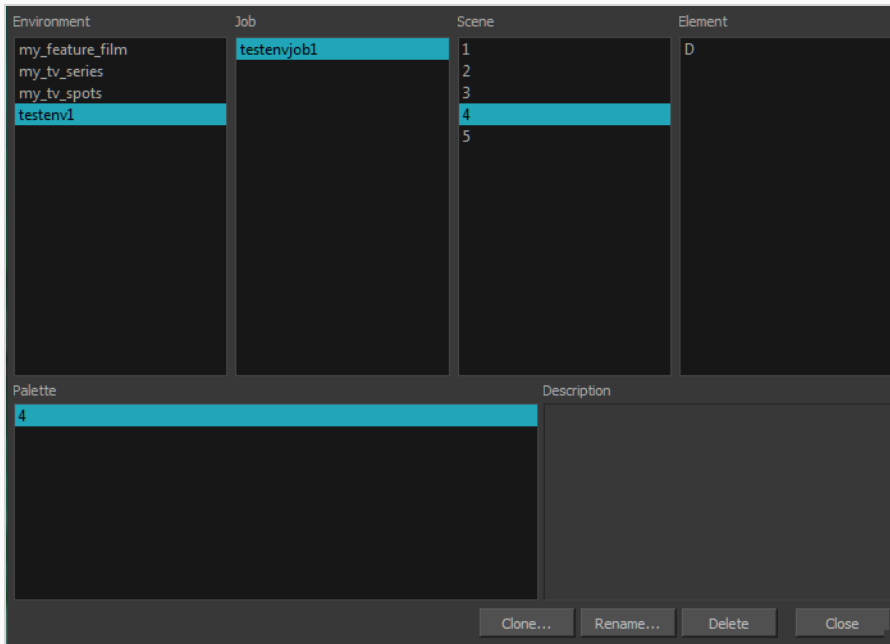 Environment
Job
Scene
Element
my_feature_film
my_tv_series
my_tv_spots
testenv1
testenvjob1
1
2
3
4
5
D
Palette
Description
4
Clone...
Rename...
Delete
Close